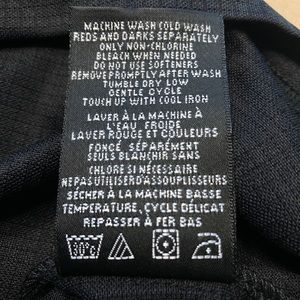 MACHINE WASH COLD WASH
REDS AND DARKS SEPARATELY
ONLY NON-CHLORINE
BLEACH WHEN NEEDED
DO NOT USE SOFTENERS
REMOVE PROMPTLY AFTER WASH
TUMBLE DRY LOW
GENTLE CYCLE
TOUCH UP WITH COOL IRON
LAVER À LA MACHINE À
L'EAU FROIDE
LAVER ROUGE ET COULEURS
FONCÉ SÉPARÉMENT
SEULS BLANCHIR SANS
CHLORE SI NÉCESSAIRE
NE PAS UTILISER D'ASSOUPLISSEURS
SÉCHER À LA MACHINE BASSE
TEMPÉRATURE, CYCLE DÉLICAT
REPASSER À FER BAS
30°C